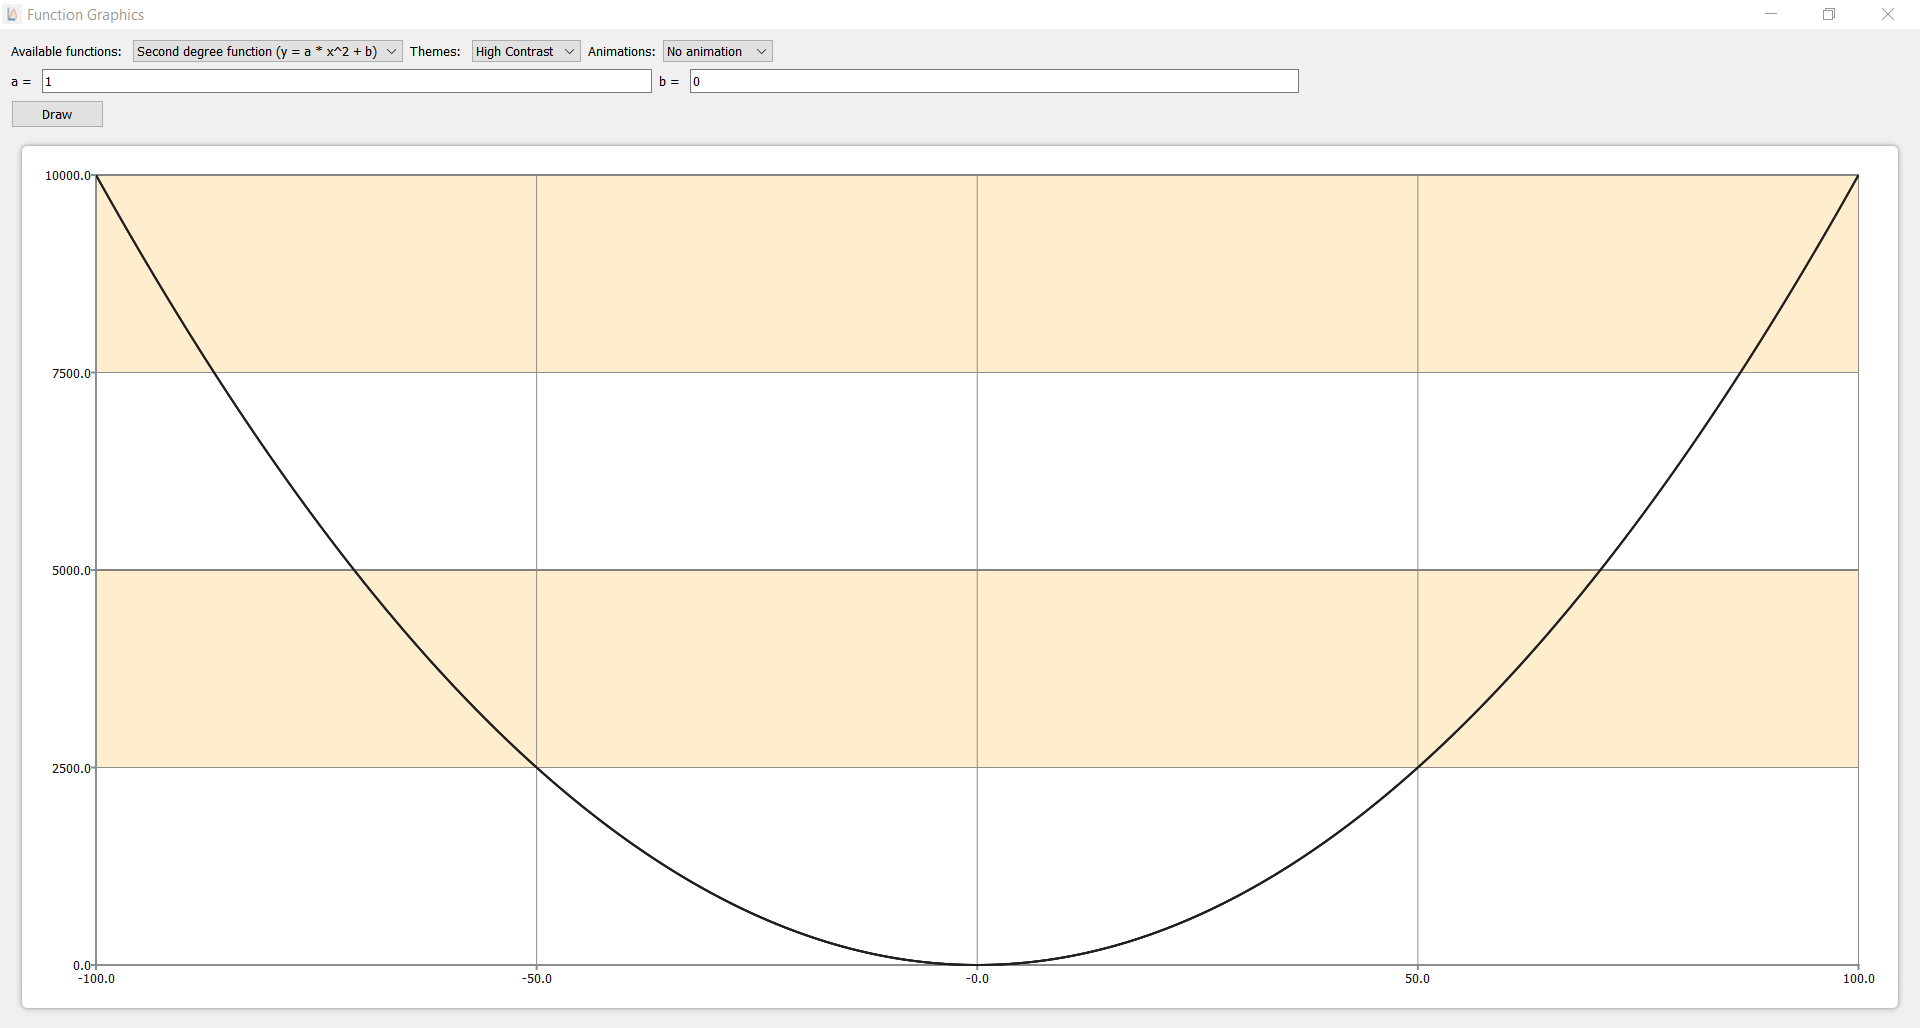 Function Graphics
Available functions: Second degree function (y = a * x^2 + b) Themes: High Contrast Animations: No animation
a = 1 b = 0
Draw
10000.0
7500.0
5000.0
2500.0
0.0
-100.0 -50.0 -0.0 50.0 100.0